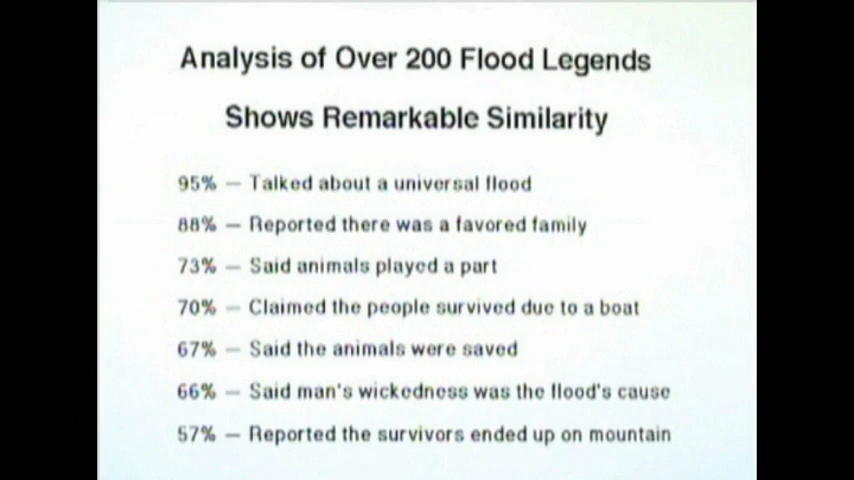 Analysis of Over 200 Flood Legends
Shows Remarkable Similarity
95% — Talked about a universal flood
88% — Reported there was a favored family
73% — Said animals played a part
70% — Claimed the people survived due to a boat
67% — Said the animals were saved
66% — Said man's wickedness was the flood's cause
57% — Reported the survivors ended up on mountain